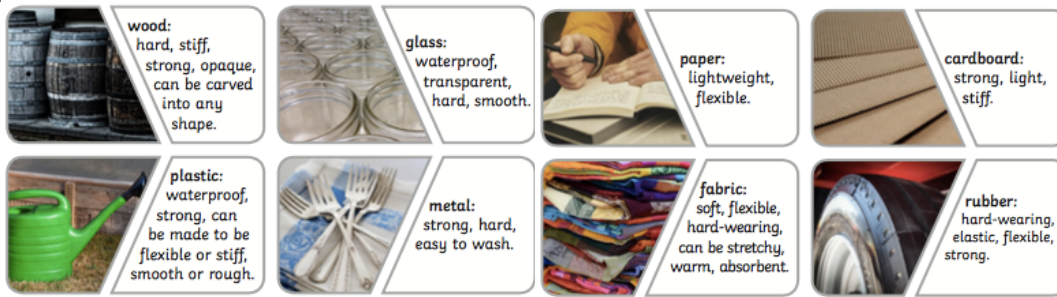 wood:
hard, stiff,
strong, opaque,
can be carved
into any
shape.
glass:
waterproof,
transparent,
hard, smooth.
paper:
lightweight,
flexible.
cardboard:
strong, light,
stiff.
plastic:
waterproof,
strong, can
be made to be
flexible or stiff,
smooth or rough.
metal:
strong, hard,
easy to wash.
fabric:
soft, flexible,
hard-wearing,
can be stretchy,
warm, absorbent.
rubber:
hard-wearing,
elastic, flexible,
strong.